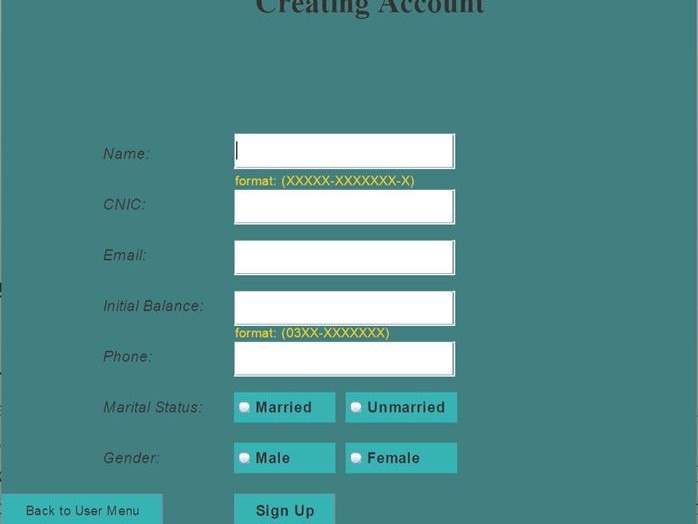 Creating Account
Name:
format: (XXXXX-XXXXXXX-X)
CNIC:
Email:
Initial Balance:
format: (03XX-XXXXXXX)
Phone:
Marital Status: Married Unmarried
Gender: Male Female
Back to User Menu Sign Up